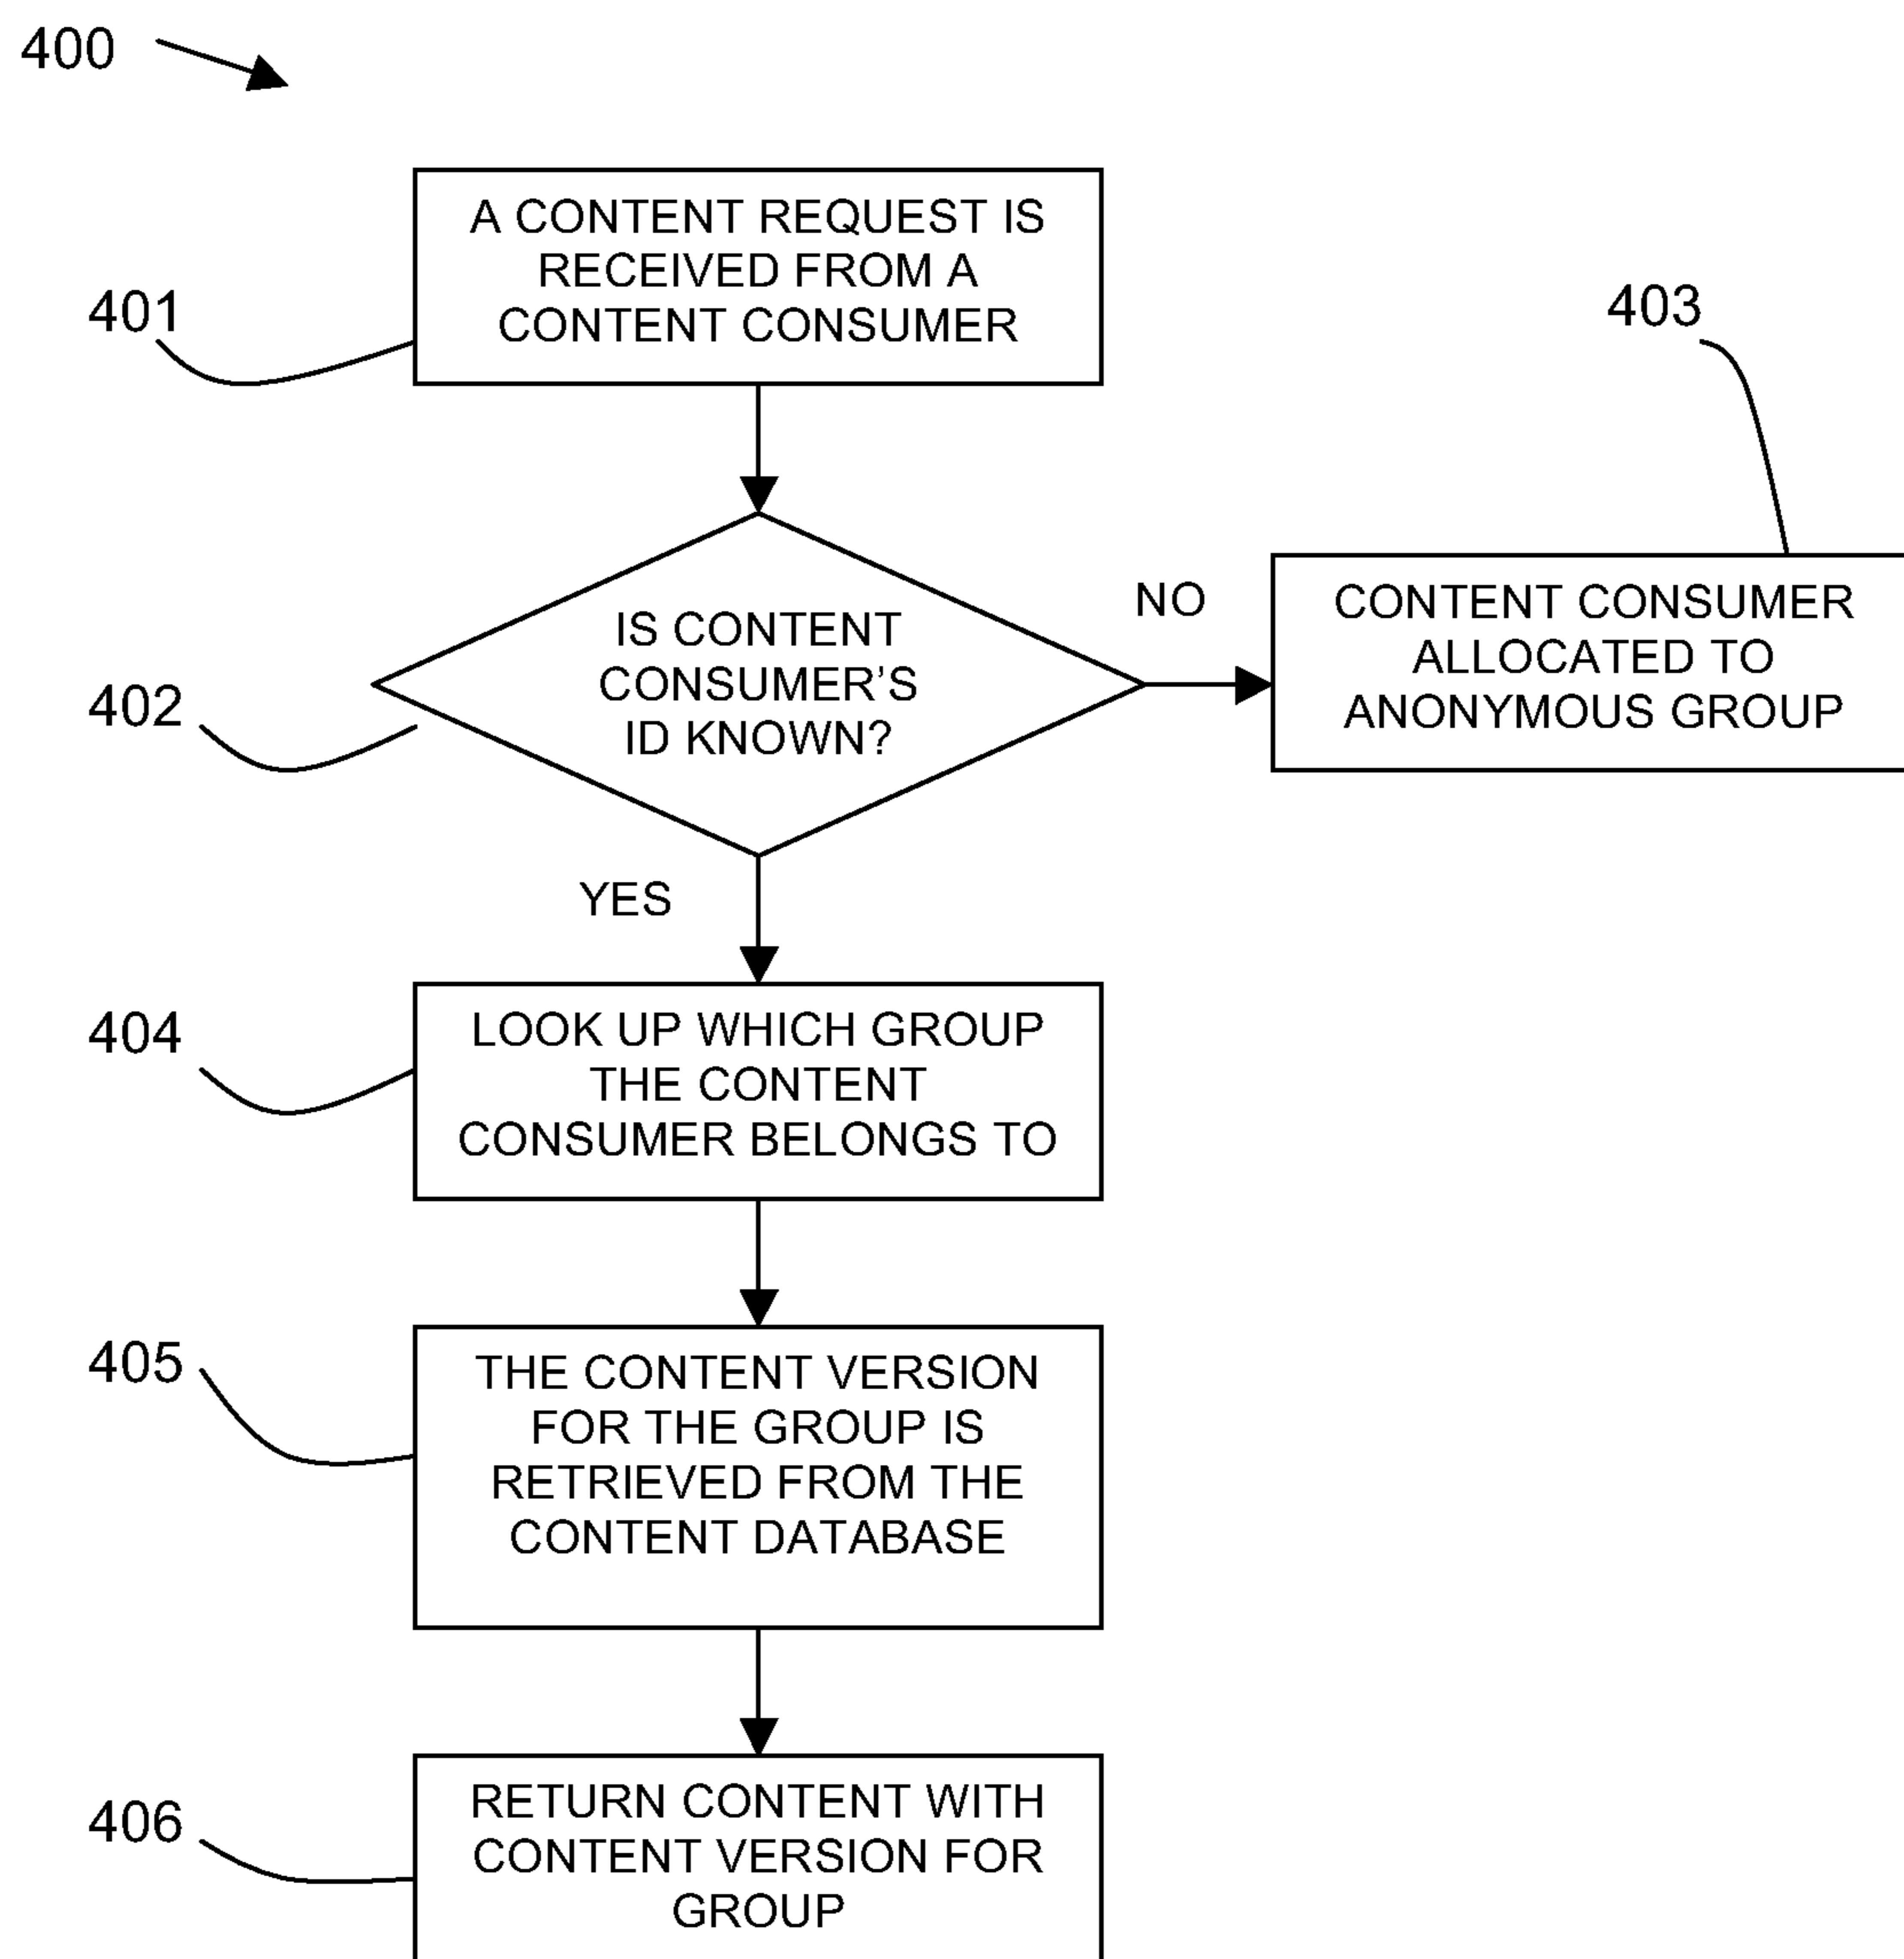 400
A CONTENT REQUEST IS
RECEIVED FROM A
CONTENT CONSUMER
401
403
IS CONTENT
CONSUMER’S
ID KNOWN?
NO
CONTENT CONSUMER
ALLOCATED TO
ANONYMOUS GROUP
402
YES
LOOK UP WHICH GROUP
THE CONTENT
CONSUMER BELONGS TO
404
THE CONTENT VERSION
FOR THE GROUP IS
RETRIEVED FROM THE
CONTENT DATABASE
405
RETURN CONTENT WITH
CONTENT VERSION FOR
GROUP
406